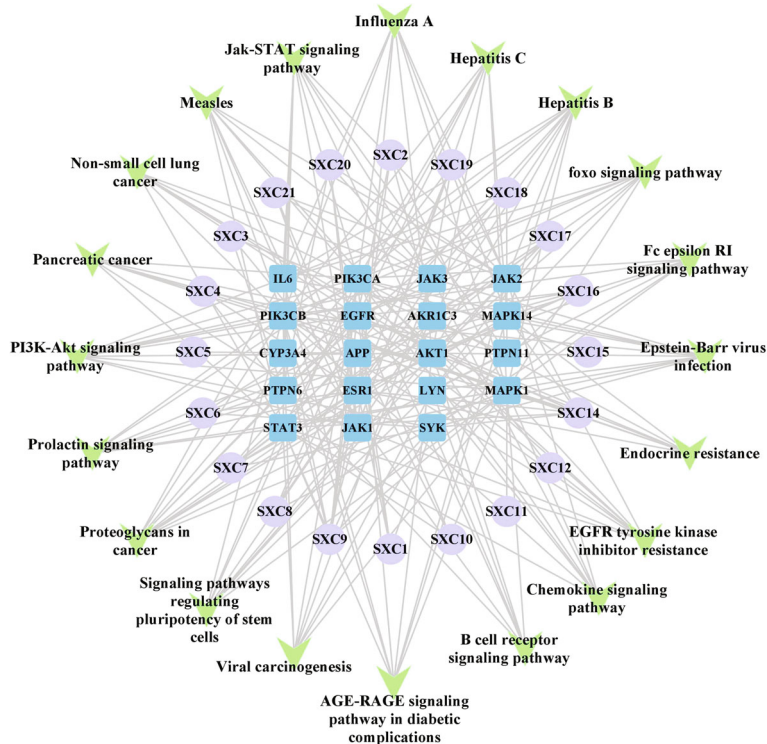 Influenza A
Jak-STAT signaling
pathway
Hepatitis C
Measles
Hepatitis B
Non-small cell lung
cancer
foxo signaling pathway
Pancreatic cancer
Fc epsilon RI
signaling pathway
PI3K-Akt signaling
pathway
Epstein-Barr virus
infection
Prolactin signaling
pathway
Endocrine resistance
Proteoglycans in
cancer
EGFR tyrosine kinase
inhibitor resistance
Signaling pathways
regulating
pluripotency of stem
cells
Chemokine signaling
pathway
Viral carcinogenesis
B cell receptor
signaling pathway
AGE-RAGE signaling
pathway in diabetic
complications
SXC20
SXC2
SXC19
SXC21
SXC18
SXC3
SXC17
SXC4
SXC16
SXC5
SXC15
SXC6
SXC14
SXC7
SXC12
SXC8
SXC11
SXC9
SXC1
SXC10
IL6
PIK3CA
JAK3
JAK2
PIK3CB
EGFR
AKR1C3
MAPK14
CYP3A4
APP
AKT1
PTPN11
PTPN6
ESR1
LYN
MAPK1
STAT3
JAK1
SYK